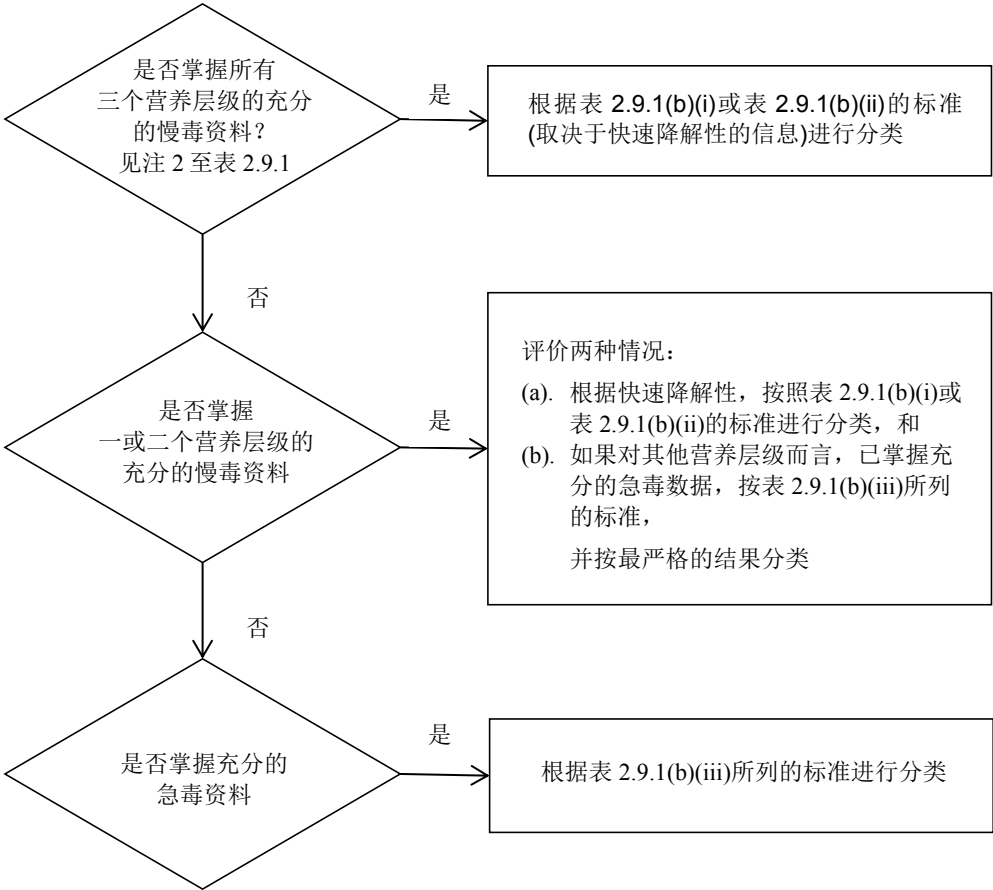 是否掌握所有
三个营养层级的充分
的慢毒资料？
见注 2 至表 2.9.1
是
根据表 2.9.1(b)(i)或表 2.9.1(b)(ii)的标准
(取决于快速降解性的信息)进行分类
否
是否掌握
一或二个营养层级的
充分的慢毒资料
是
评价两种情况：
(a). 根据快速降解性，按照表 2.9.1(b)(i)或
表 2.9.1(b)(ii)的标准进行分类，和
(b). 如果对其他营养层级而言，已掌握充
分的急毒数据，按表 2.9.1(b)(iii)所列
的标准，
并按最严格的结果分类
否
是否掌握充分的
急毒资料
是
根据表 2.9.1(b)(iii)所列的标准进行分类